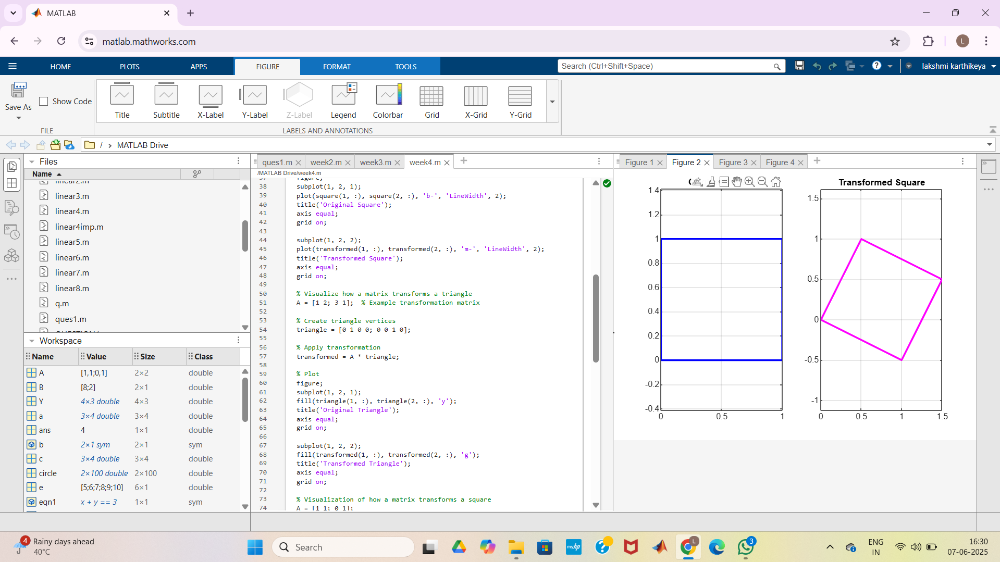 MATLAB
matlab.mathworks.com
L
HOME
PLOTS
APPS
FIGURE
FORMAT
TOOLS
Search (Ctrl+Shift+Space)
lakshmi karthikeya
Save As
Show Code
FILE
Title
Subtitle
X-Label
Y-Label
Z-Label
Legend
Colorbar
Grid
X-Grid
Y-Grid
LABELS AND ANNOTATIONS
/ > MATLAB Drive
Files
Name
linear2.m
linear3.m
linear4.m
linear4imp.m
linear5.m
linear6.m
linear7.m
linear8.m
q.m
ques1.m
Workspace
Name Value Size Class
A [1,1;0,1] 2×2 double
B [8;2] 2×1 double
Y 4×3 double 4×3 double
a 3×4 double 3×4 double
ans 4 1×1 double
b 2×1 sym 2×1 sym
c 3×4 double 3×4 double
circle 2×100 double 2×100 double
e [5;6;7;8;9;10] 6×1 double
eqn1 x + y == 3 1×1 sym
ques1.m week2.m week3.m week4.m
/MATLAB Drive/week4.m
37 figure;
38 subplot(1, 2, 1);
39 plot(square(1, :), square(2, :), 'b-', 'LineWidth', 2);
40 title('Original Square');
41 axis equal;
42 grid on;
43
44 subplot(1, 2, 2);
45 plot(transformed(1, :), transformed(2, :), 'm-', 'LineWidth', 2);
46 title('Transformed Square');
47 axis equal;
48 grid on;
49
50 % Visualize how a matrix transforms a triangle
51 A = [1 2; 3 1];  % Example transformation matrix
52
53 % Create triangle vertices
54 triangle = [0 1 0 0; 0 0 1 0];
55
56 % Apply transformation
57 transformed = A * triangle;
58
59 % Plot
60 figure;
61 subplot(1, 2, 1);
62 fill(triangle(1, :), triangle(2, :), 'y');
63 title('Original Triangle');
64 axis equal;
65 grid on;
66
67 subplot(1, 2, 2);
68 fill(transformed(1, :), transformed(2, :), 'g');
69 title('Transformed Triangle');
70 axis equal;
71 grid on;
72
73 % Visualization of how a matrix transforms a square
74 A = [1 1; 0 1];
Figure 1 Figure 2 Figure 3 Figure 4
1.4
1.2
1
0.8
0.6
0.4
0.2
0
-0.2
-0.4
0 0.5 1
Transformed Square
1.5
1
0.5
0
-0.5
-1
0 0.5 1 1.5
4
Rainy days ahead
40°C
Search
myhp
L
3
ENG
IN
16:30
07-06-2025